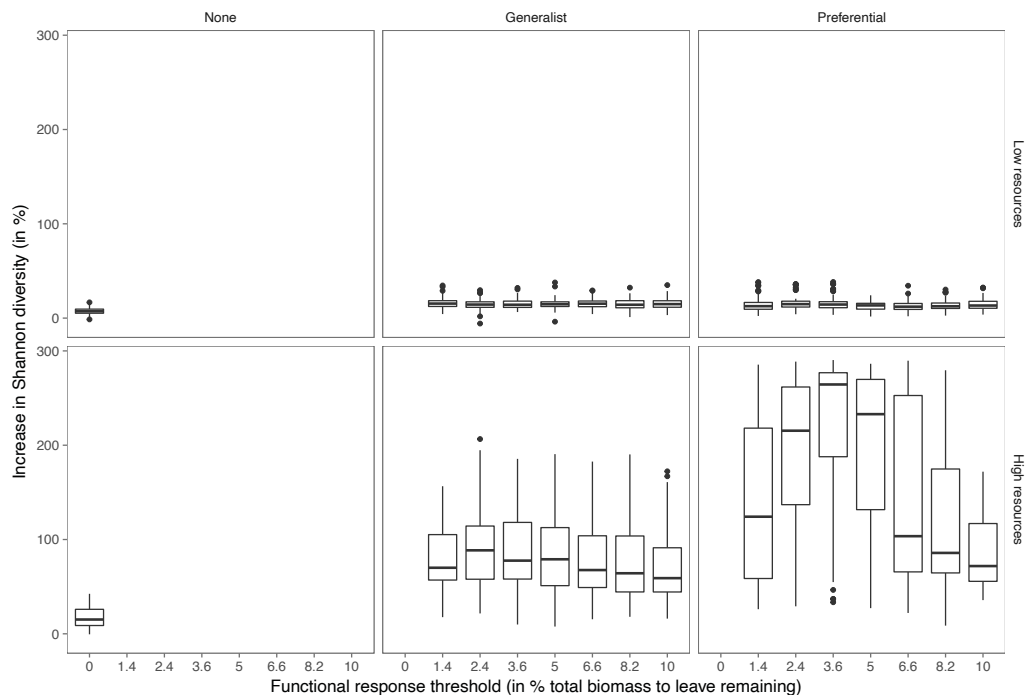 None Generalist Preferential
300
200
100
0
Low resources
Increase in Shannon diversity (in %)
300
200
100
0
High resources
0 1.4 2.4 3.6 5 6.6 8.2 10 0 1.4 2.4 3.6 5 6.6 8.2 10 0 1.4 2.4 3.6 5 6.6 8.2 10
Functional response threshold (in % total biomass to leave remaining)